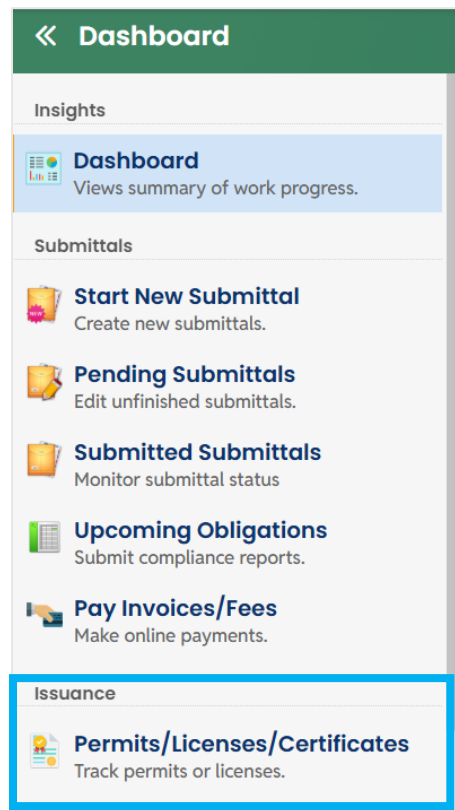 « Dashboard
Insights
Dashboard
Views summary of work progress.
Submittals
NEW
Start New Submittal
Create new submittals.
Pending Submittals
Edit unfinished submittals.
Submitted Submittals
Monitor submittal status
Upcoming Obligations
Submit compliance reports.
Pay Invoices/Fees
Make online payments.
Issuance
Permits/Licenses/Certificates
Track permits or licenses.